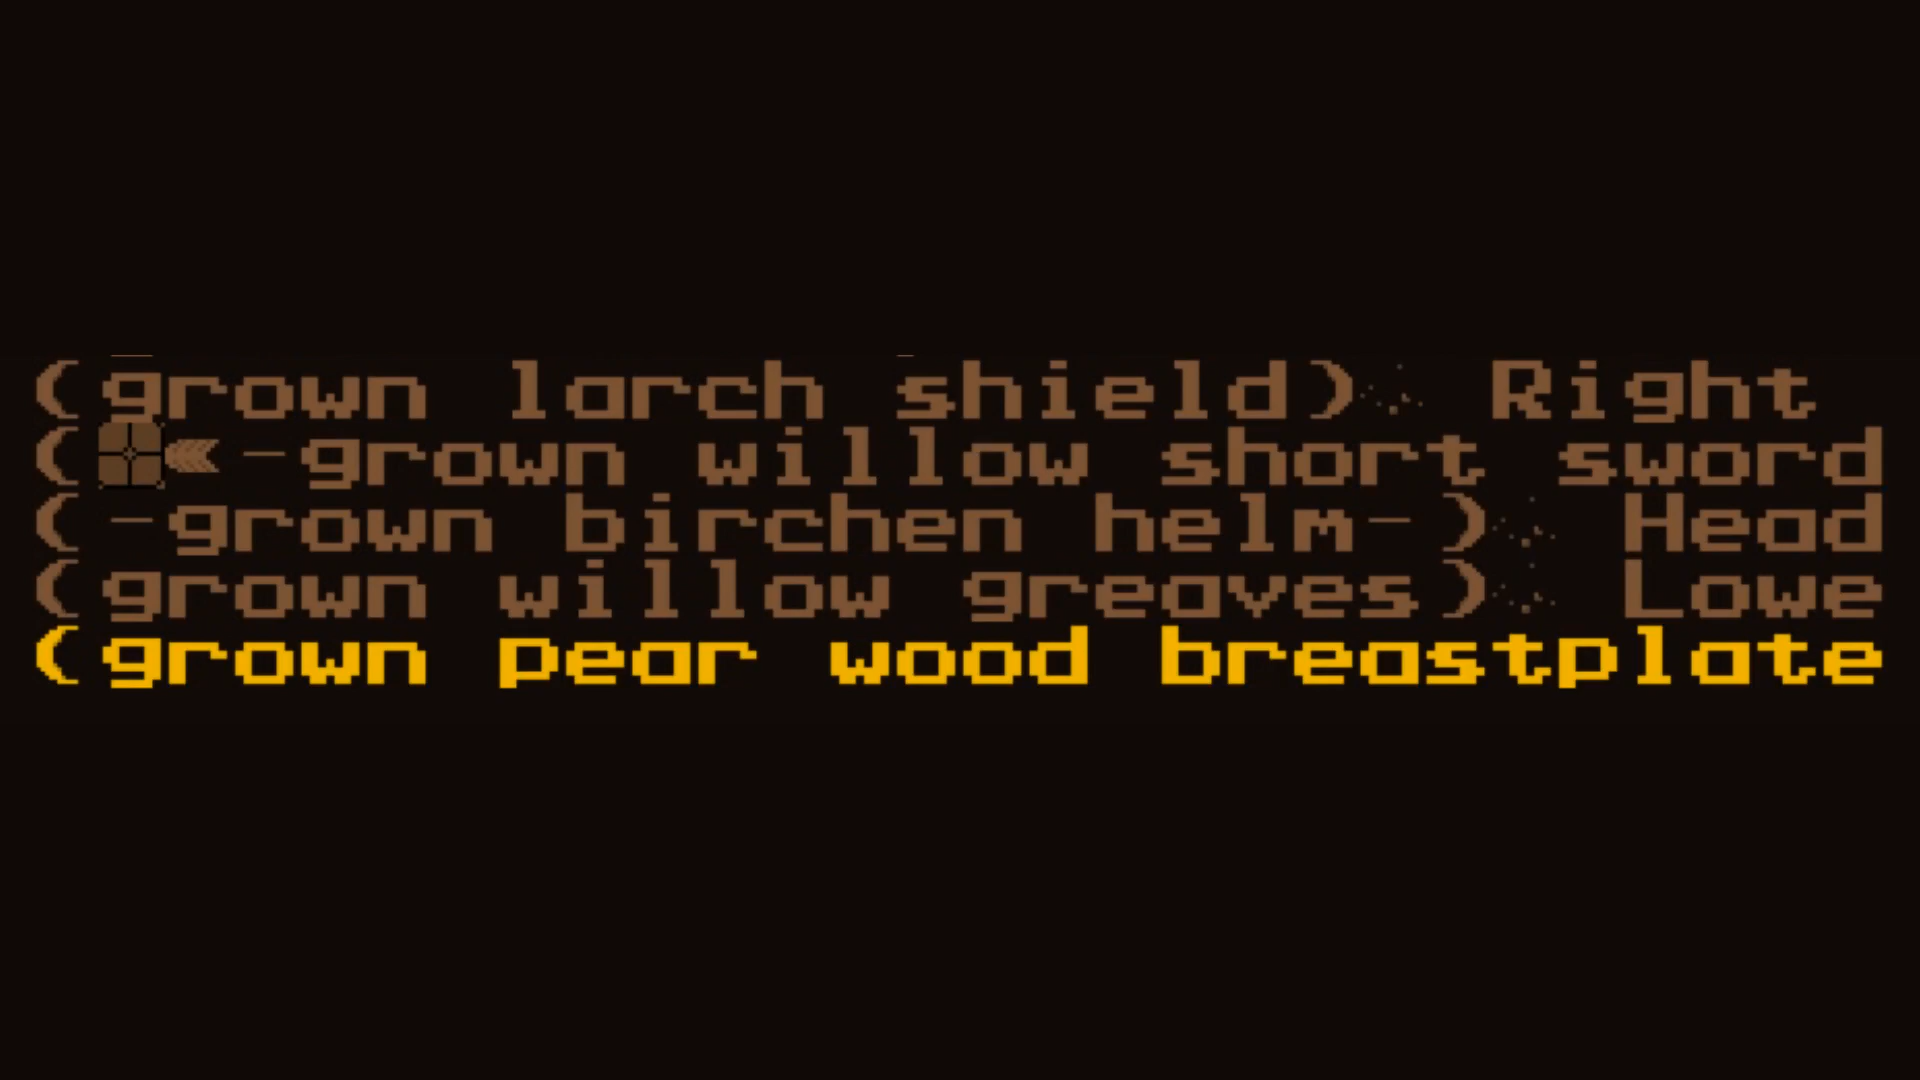 (grown larch shield) Right
(☼«-grown willow short sword
(-grown birchen helm-) Head
(grown willow greaves) Lowe
(grown pear wood breastplate